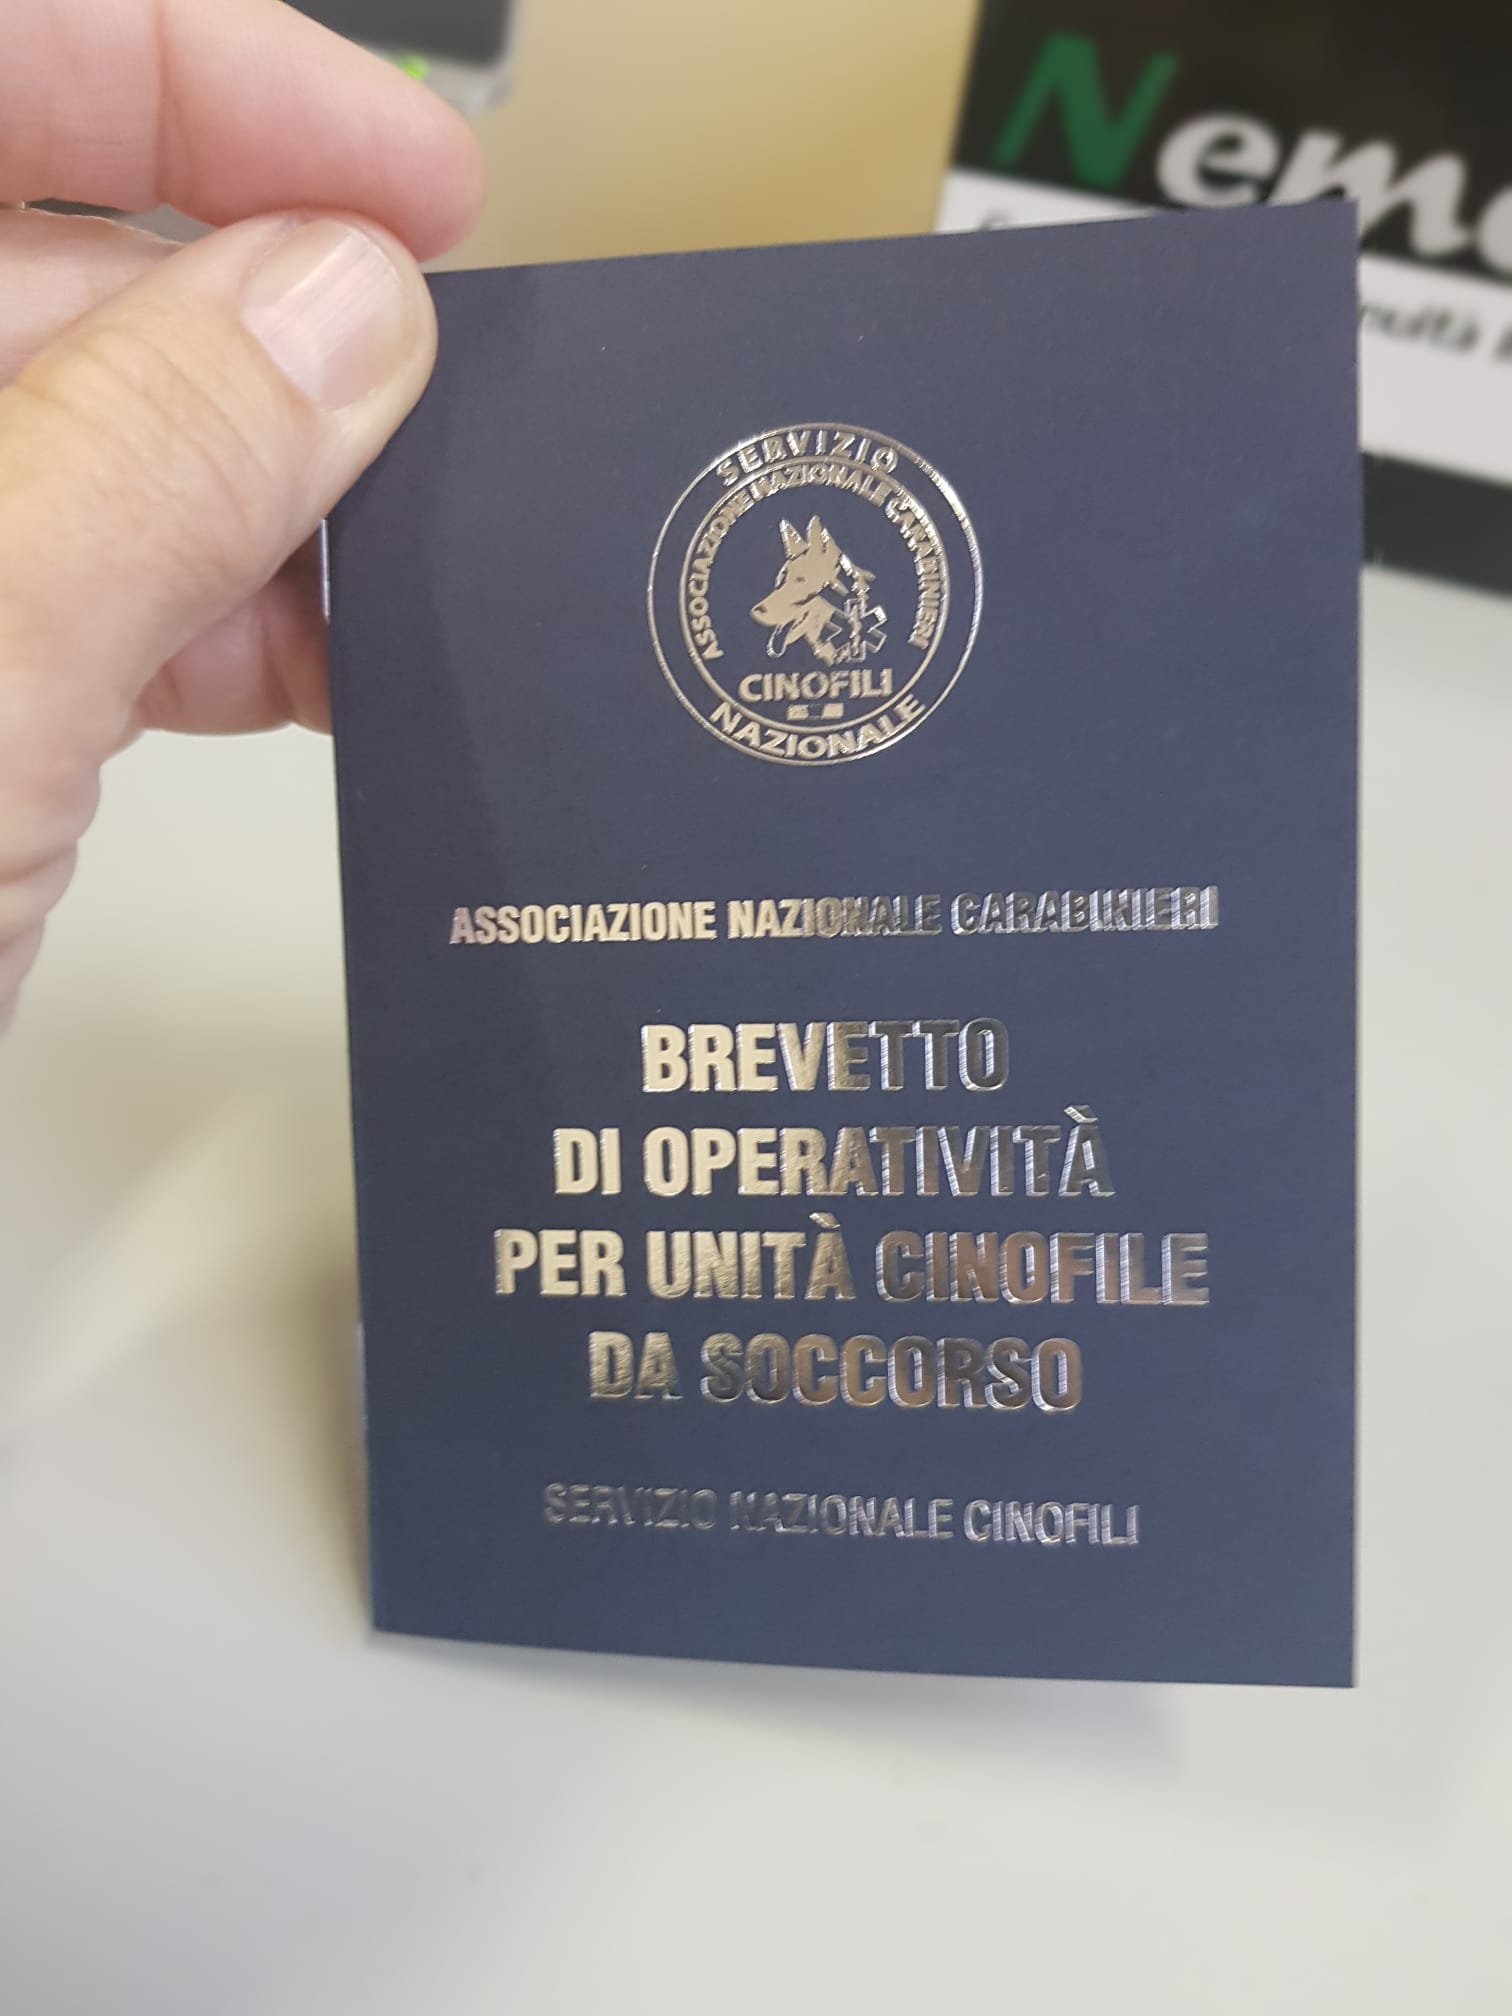 SERVIZIO
ASSOCIAZIONE NAZIONALE CARABINIERI
CINOFILI
NAZIONALE
ASSOCIAZIONE NAZIONALE CARABINIERI
BREVETTO
DI OPERATIVITÀ
PER UNITÀ CINOFILE
DA SOCCORSO
SERVIZIO NAZIONALE CINOFILI